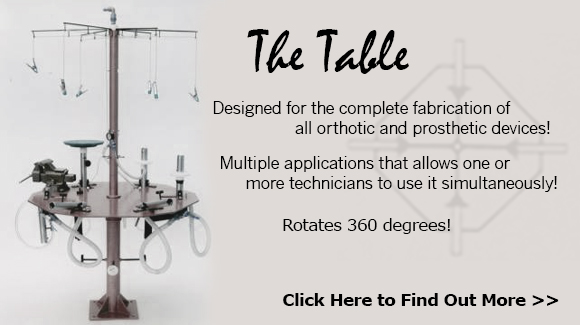 The Table
Designed for the complete fabrication of
all orthotic and prosthetic devices!
Multiple applications that allows one or
more technicians to use it simultaneously!
Rotates 360 degrees!
Click Here to Find Out More >>